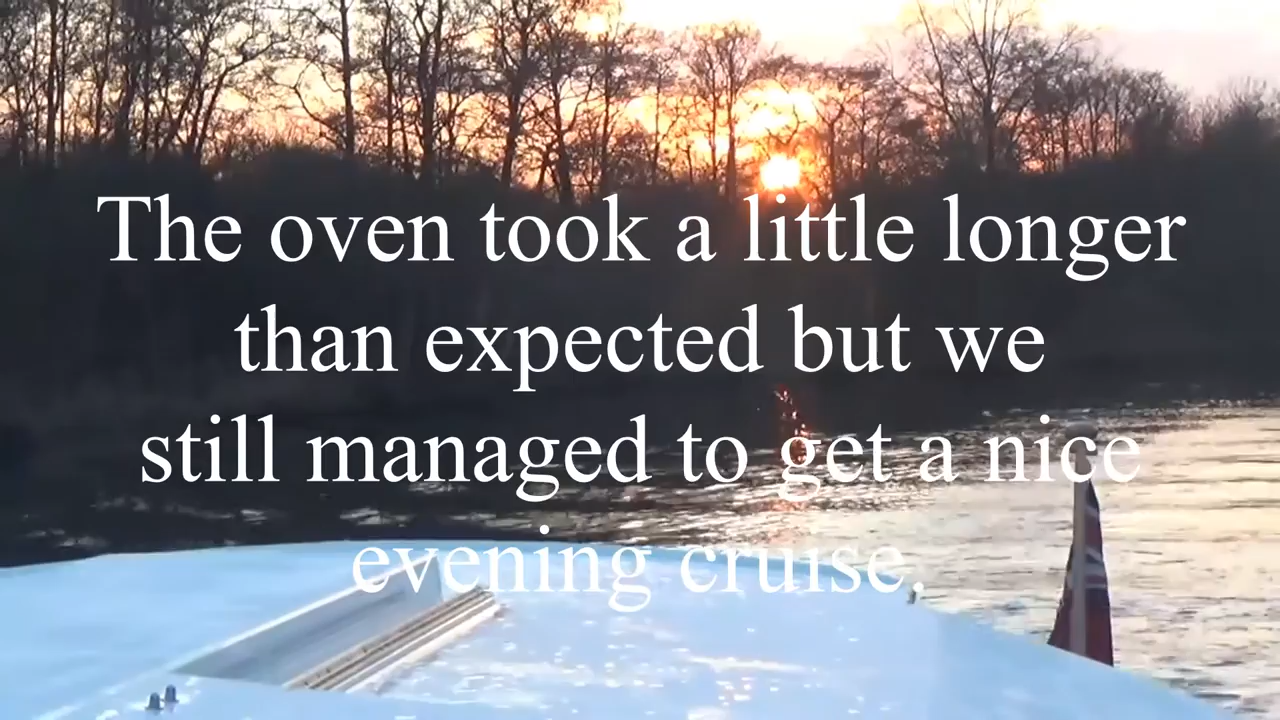 The oven took a little longer
than expected but we
still managed to get a nice
evening cruise.